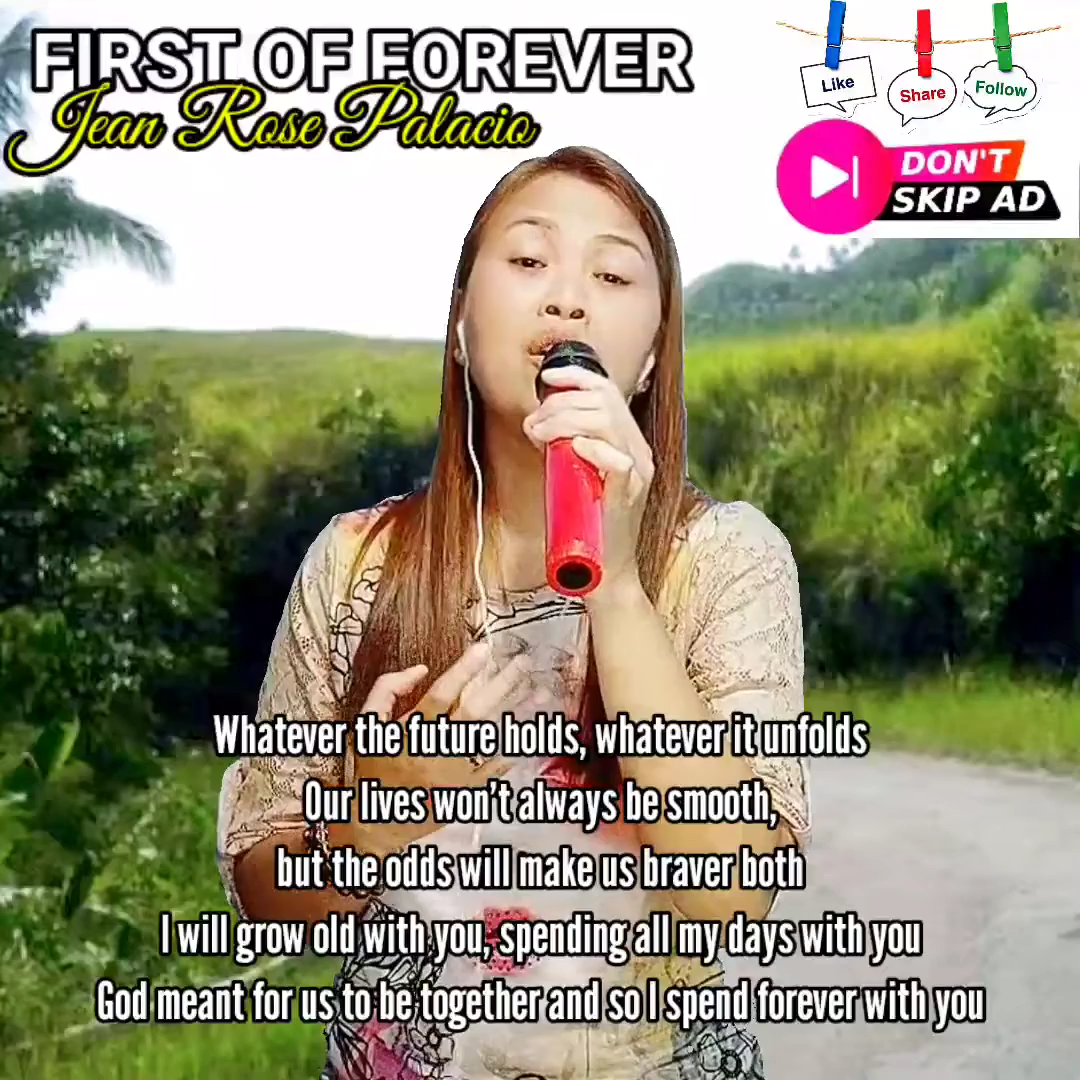 FIRST OF FOREVER
Jean Rose Palacio
Like
Share
Follow
DON'T
SKIP AD
Whatever the future holds, whatever it unfolds
Our lives won't always be smooth,
but the odds will make us braver both
I will grow old with you, spending all my days with you
God meant for us to be together and so I spend forever with you